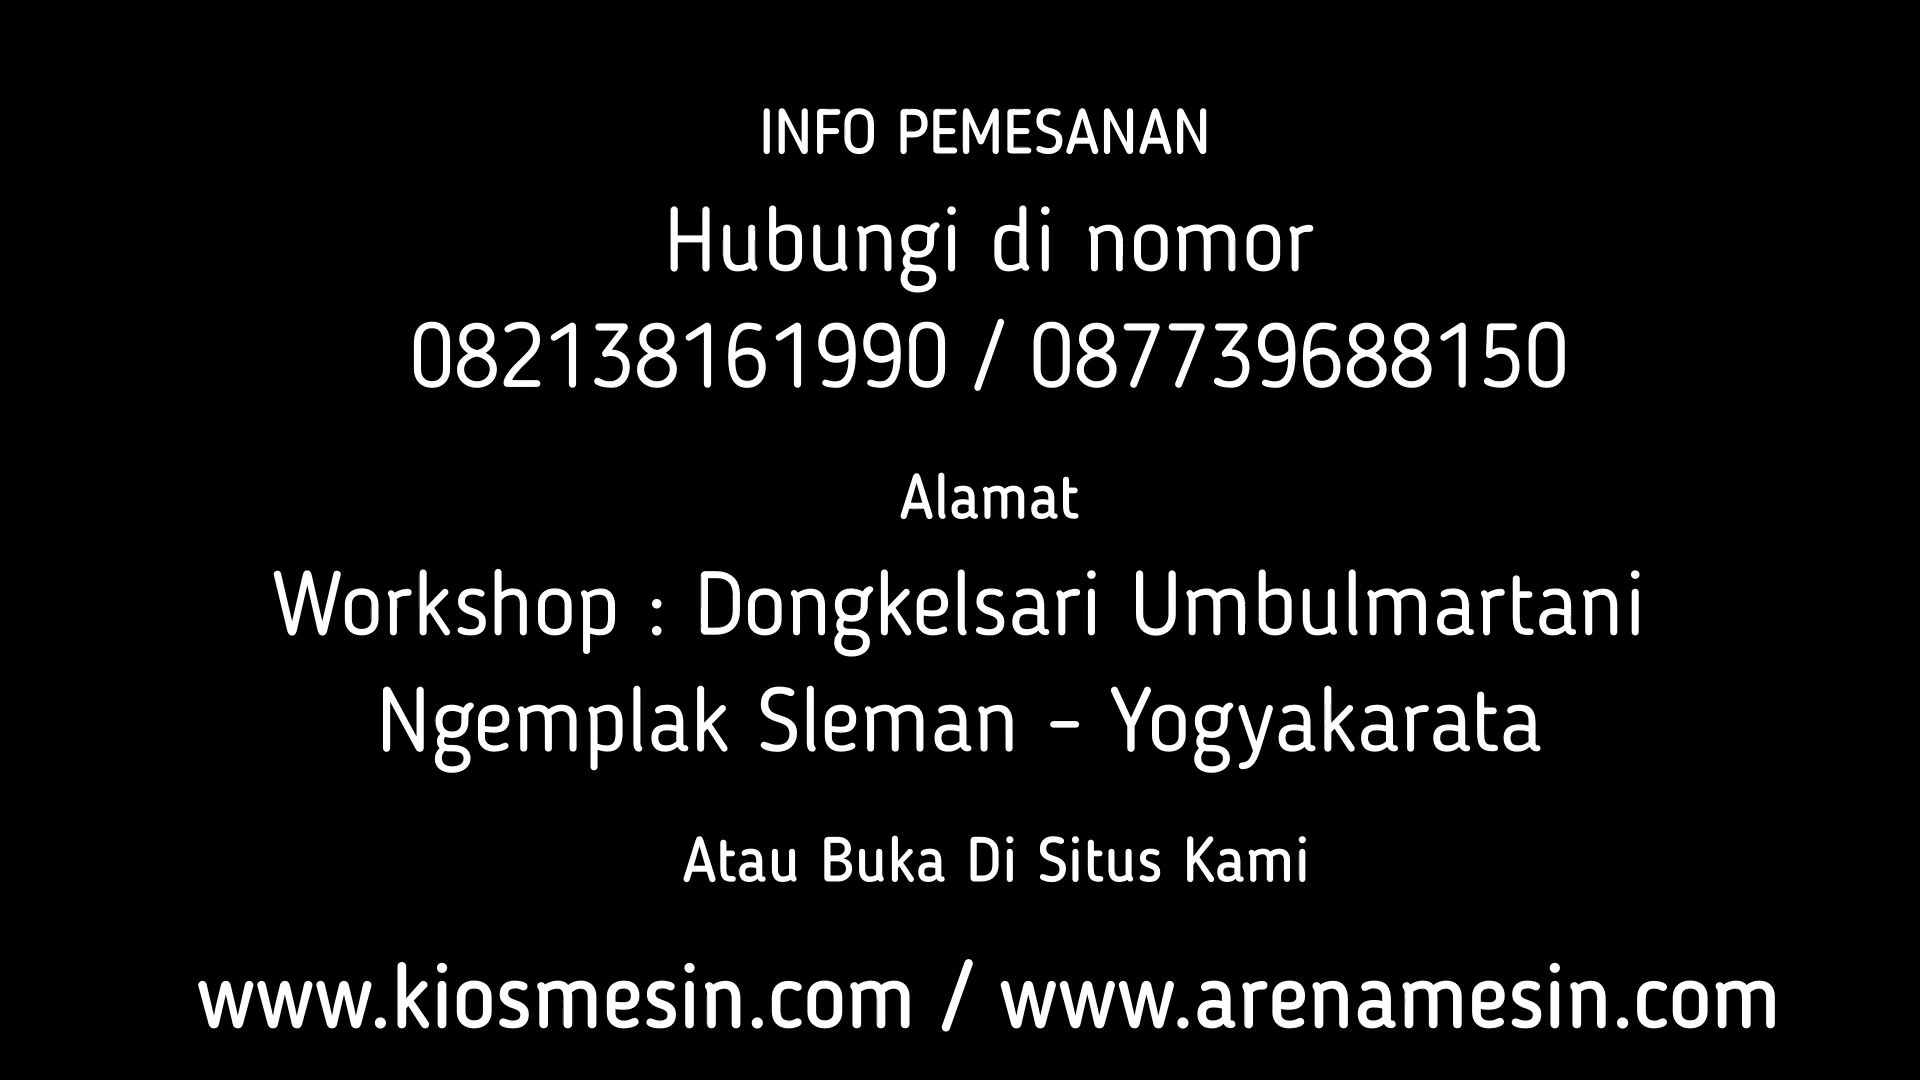 INFO PEMESANAN
Hubungi di nomor
082138161990 / 087739688150
Alamat
Workshop : Dongkelsari Umbulmartani
Ngemplak Sleman - Yogyakarata
Atau Buka Di Situs Kami
www.kiosmesin.com / www.arenamesin.com